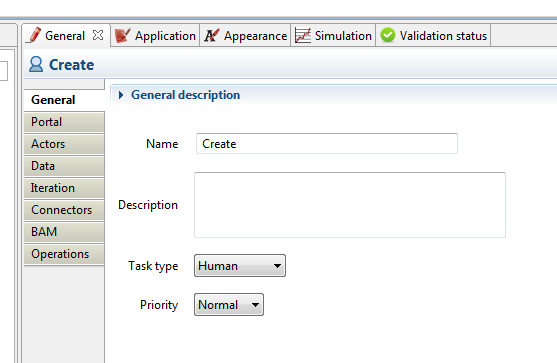 General Application Appearance Simulation Validation status
Create
General
Portal
Actors
Data
Iteration
Connectors
BAM
Operations
General description
Name Create
Description
Task type Human
Priority Normal